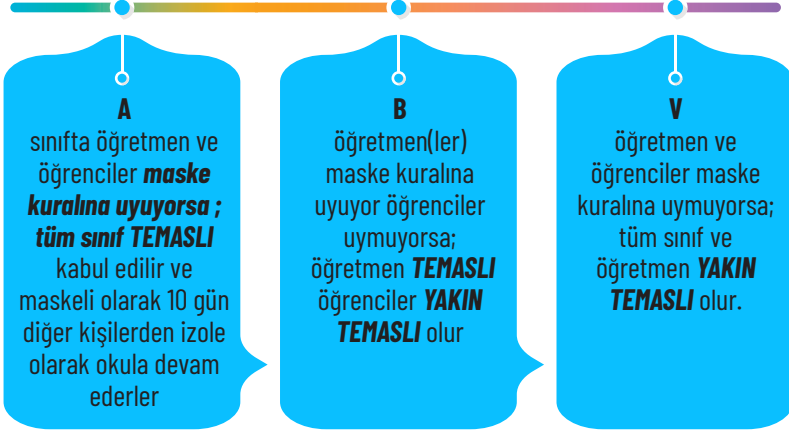 A
sınıfta öğretmen ve
öğrenciler maske
kuralına uyuyorsa ;
tüm sınıf TEMASLI
kabul edilir ve
maskeli olarak 10 gün
diğer kişilerden izole
olarak okula devam
ederler
B
öğretmen(ler)
maske kuralına
uyuyor öğrenciler
uymuyorsa;
öğretmen TEMASLI
öğrenciler YAKIN
TEMASLI olur
V
öğretmen ve
öğrenciler maske
kuralına uymuyorsa;
tüm sınıf ve
öğretmen YAKIN
TEMASLI olur.